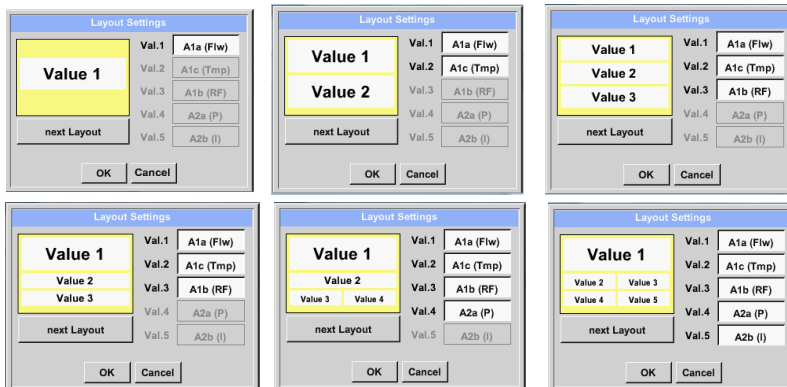 Layout Settings
Value 1
Val.1 A1a (Flw)
Val.2 A1c (Tmp)
Val.3 A1b (RF)
Val.4 A2a (P)
Val.5 A2b (I)
next Layout
OK Cancel
Layout Settings
Value 1
Value 2
Val.1 A1a (Flw)
Val.2 A1c (Tmp)
Val.3 A1b (RF)
Val.4 A2a (P)
Val.5 A2b (I)
next Layout
OK Cancel
Layout Settings
Value 1
Value 2
Value 3
Val.1 A1a (Flw)
Val.2 A1c (Tmp)
Val.3 A1b (RF)
Val.4 A2a (P)
Val.5 A2b (I)
next Layout
OK Cancel
Layout Settings
Value 1
Value 2
Value 3
Val.1 A1a (Flw)
Val.2 A1c (Tmp)
Val.3 A1b (RF)
Val.4 A2a (P)
Val.5 A2b (I)
next Layout
OK Cancel
Layout Settings
Value 1
Value 2
Value 3 Value 4
Val.1 A1a (Flw)
Val.2 A1c (Tmp)
Val.3 A1b (RF)
Val.4 A2a (P)
Val.5 A2b (I)
next Layout
OK Cancel
Layout Settings
Value 1
Value 2 Value 3
Value 4 Value 5
Val.1 A1a (Flw)
Val.2 A1c (Tmp)
Val.3 A1b (RF)
Val.4 A2a (P)
Val.5 A2b (I)
next Layout
OK Cancel